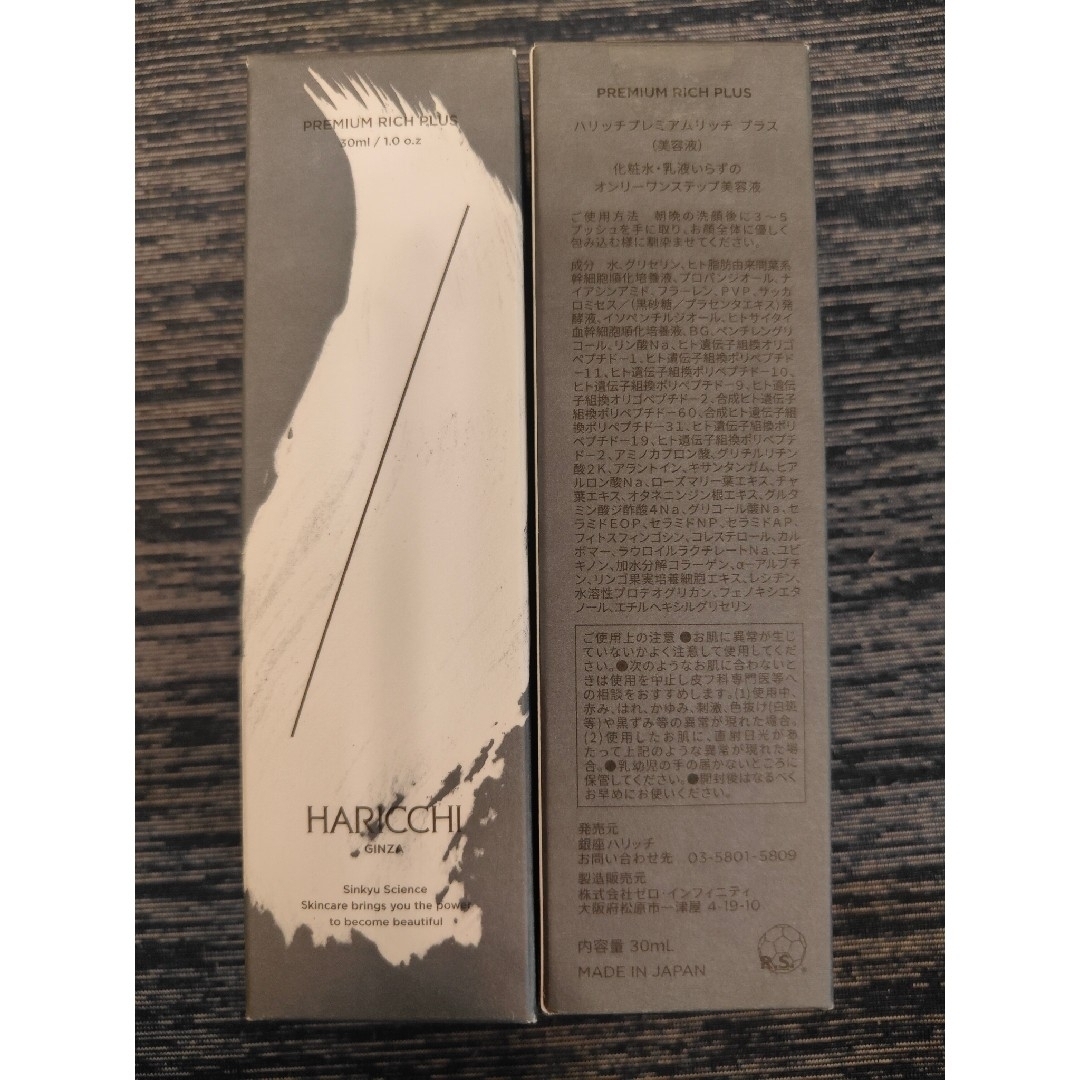 PREMIUM RICH PLUS
30ml / 1.0 o.z
HARICCHI
GINZA
Sinkyu Science
Skincare brings you the power
to become beautiful
PREMIUM RICH PLUS
ハリッチプレミアムリッチ プラス
(美容液)
化粧水・乳液いらずの
オンリーワンステップ美容液
ご使用方法 朝晩の洗顔後に3〜5
プッシュを手に取り、お顔全体に優しく
包み込む様に馴染ませてください。
成分 水、グリセリン、ヒト脂肪由来間葉系
幹細胞順化培養液、プロパンジオール、ナ
イアシンアミド、フラーレン、PVP、サッカ
ロミセス/(黒砂糖/プラセンタエキス)発
酵液、イソペンチルジオール、ヒトサイタイ
血幹細胞順化培養液、BG、ペンチレングリ
コール、リン酸Na、ヒト遺伝子組換オリゴ
ペプチド-1、ヒト遺伝子組換ポリペプチド
-11、ヒト遺伝子組換ポリペプチド-10、
ヒト遺伝子組換ポリペプチド-9、ヒト遺伝
子組換オリゴペプチド-2、合成ヒト遺伝子
組換ポリペプチド-60、合成ヒト遺伝子組
換ポリペプチド-31、ヒト遺伝子組換ポリ
ペプチド-19、ヒト遺伝子組換ポリペプチ
ド-2、アミノカプロン酸、グリチルリチン
酸2K、アラントイン、キサンタンガム、ヒア
ルロン酸Na、ローズマリー葉エキス、チャ
葉エキス、オタネニンジン根エキス、グルタ
ミン酸ジ酢酸4Na、グリコール酸Na、セ
ラミドEOP、セラミドNP、セラミドAP、
フィトスフィンゴシン、コレステロール、カル
ボマー、ラウロイルラクチレートNa、ユビ
キノン、加水分解コラーゲン、α-アルブチ
ン、リンゴ果実培養細胞エキス、レシチン、
水溶性プロテオグリカン、フェノキシエタ
ノール、エチルヘキシルグリセリン
ご使用上の注意 ●お肌に異常が生じ
ていないかよく注意して使用してくだ
さい。●次のようなお肌に合わないと
きは使用を中止し皮フ科専門医等へ
の相談をおすすめします。(1)使用中、
赤み、はれ、かゆみ、刺激、色抜け(白斑
等)や黒ずみ等の異常が現れた場合。
(2)使用したお肌に、直射日光があ
たって上記のような異常が現れた場
合。●乳幼児の手の届かないところに
保管してください。●開封後はなるべく
お早めにお使いください。
発売元
銀座ハリッチ
お問い合わせ先 03-5801-5809
製造販売元
株式会社ゼロ・インフィニティ
大阪府松原市一津屋 4-19-10
内容量 30mL
MADE IN JAPAN
R.S.